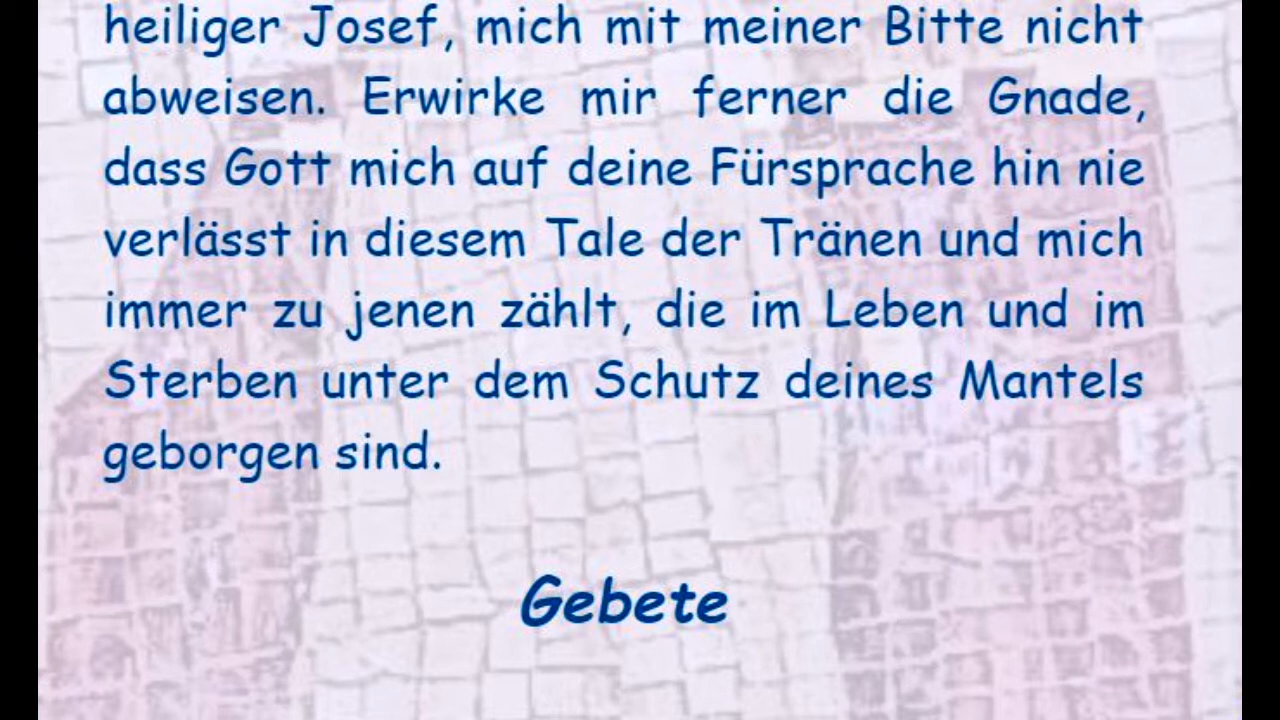 heiliger Josef, mich mit meiner Bitte nicht
abweisen. Erwirke mir ferner die Gnade,
dass Gott mich auf deine Fürsprache hin nie
verlässt in diesem Tale der Tränen und mich
immer zu jenen zählt, die im Leben und im
Sterben unter dem Schutz deines Mantels
geborgen sind.
Gebete